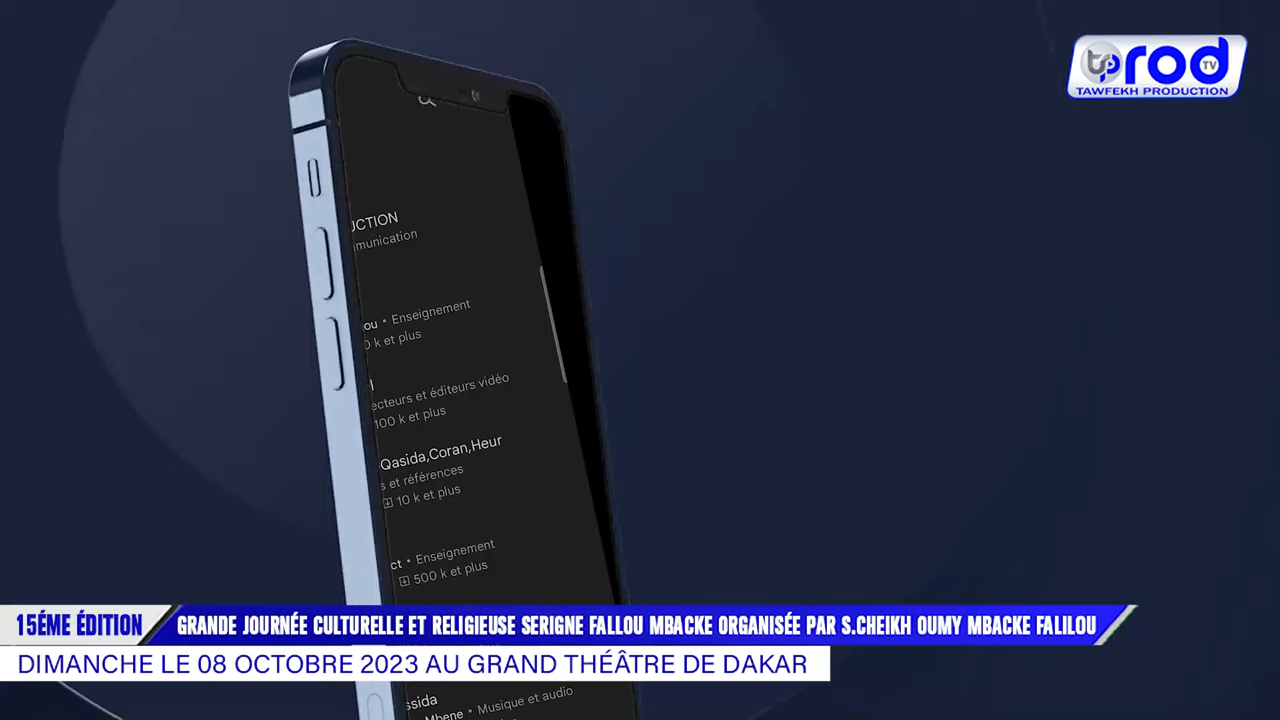 tprod
TV
TAWFEKH PRODUCTION
UCTION
munication
ou • Enseignement
0 k et plus
ecteurs et éditeurs vidéo
100 k et plus
Qasida,Coran,Heur
s et références
10 k et plus
ct • Enseignement
500 k et plus
15ÉME ÉDITION
GRANDE JOURNÉE CULTURELLE ET RELIGIEUSE SERIGNE FALLOU MBACKE ORGANISÉE PAR S.CHEIKH OUMY MBACKE FALILOU
DIMANCHE LE 08 OCTOBRE 2023 AU GRAND THÉÂTRE DE DAKAR
ssida
Mbene • Musique et audio